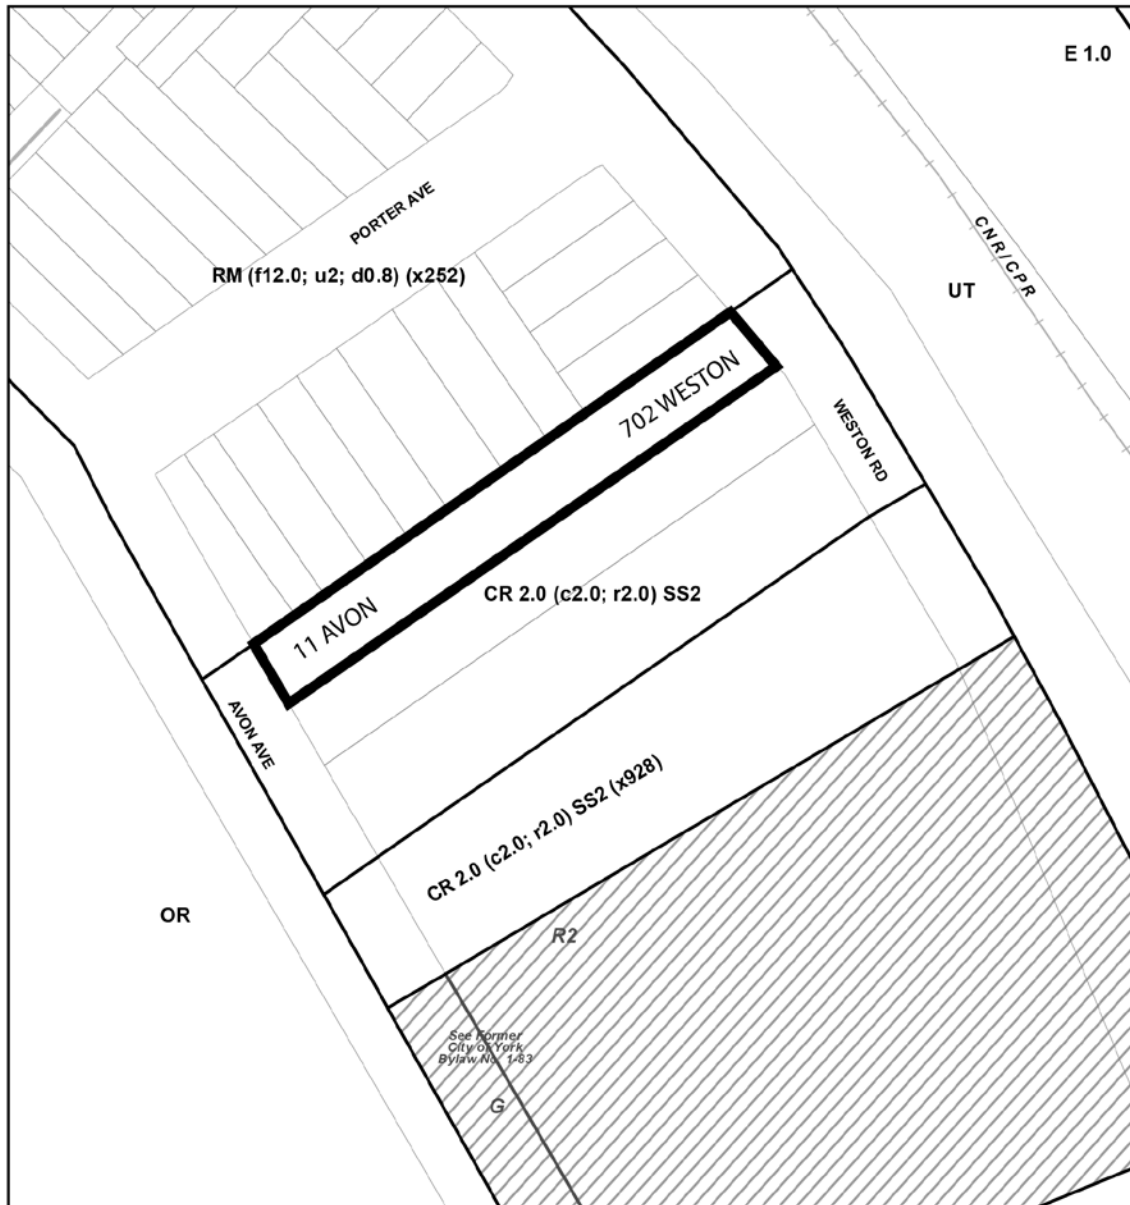 E 1.0
PORTER AVE
CNR/CPR
RM (f12.0; u2; d0.8) (x252)
UT
702 WESTON
WESTON RD
CR 2.0 (c2.0; r2.0) SS2
11 AVON
AVON AVE
CR 2.0 (c2.0; r2.0) SS2 (x928)
OR
R2
See Former
City of York
Bylaw No. 1-83
G